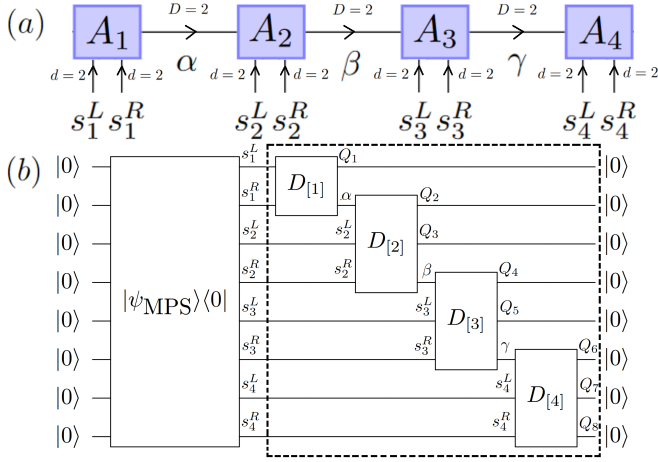 (a) A₁ D = 2 A₂ D = 2 A₃ D = 2 A₄
α β γ
d = 2 d = 2 d = 2 d = 2 d = 2 d = 2 d = 2 d = 2
s₁ᴸ s₁ᴿ s₂ᴸ s₂ᴿ s₃ᴸ s₃ᴿ s₄ᴸ s₄ᴿ
(b) |0⟩ s₁ᴸ D[1] Q₁ |0⟩
|0⟩ s₁ᴿ α Q₂ |0⟩
|0⟩ s₂ᴸ s₂ᴸ D[2] Q₃ |0⟩
|0⟩ s₂ᴿ s₂ᴿ β Q₄ |0⟩
|ψMPS⟩⟨0|
|0⟩ s₃ᴸ s₃ᴸ D[3] Q₅ |0⟩
|0⟩ s₃ᴿ s₃ᴿ γ Q₆ |0⟩
|0⟩ s₄ᴸ s₄ᴸ D[4] Q₇ |0⟩
|0⟩ s₄ᴿ s₄ᴿ Q₈ |0⟩